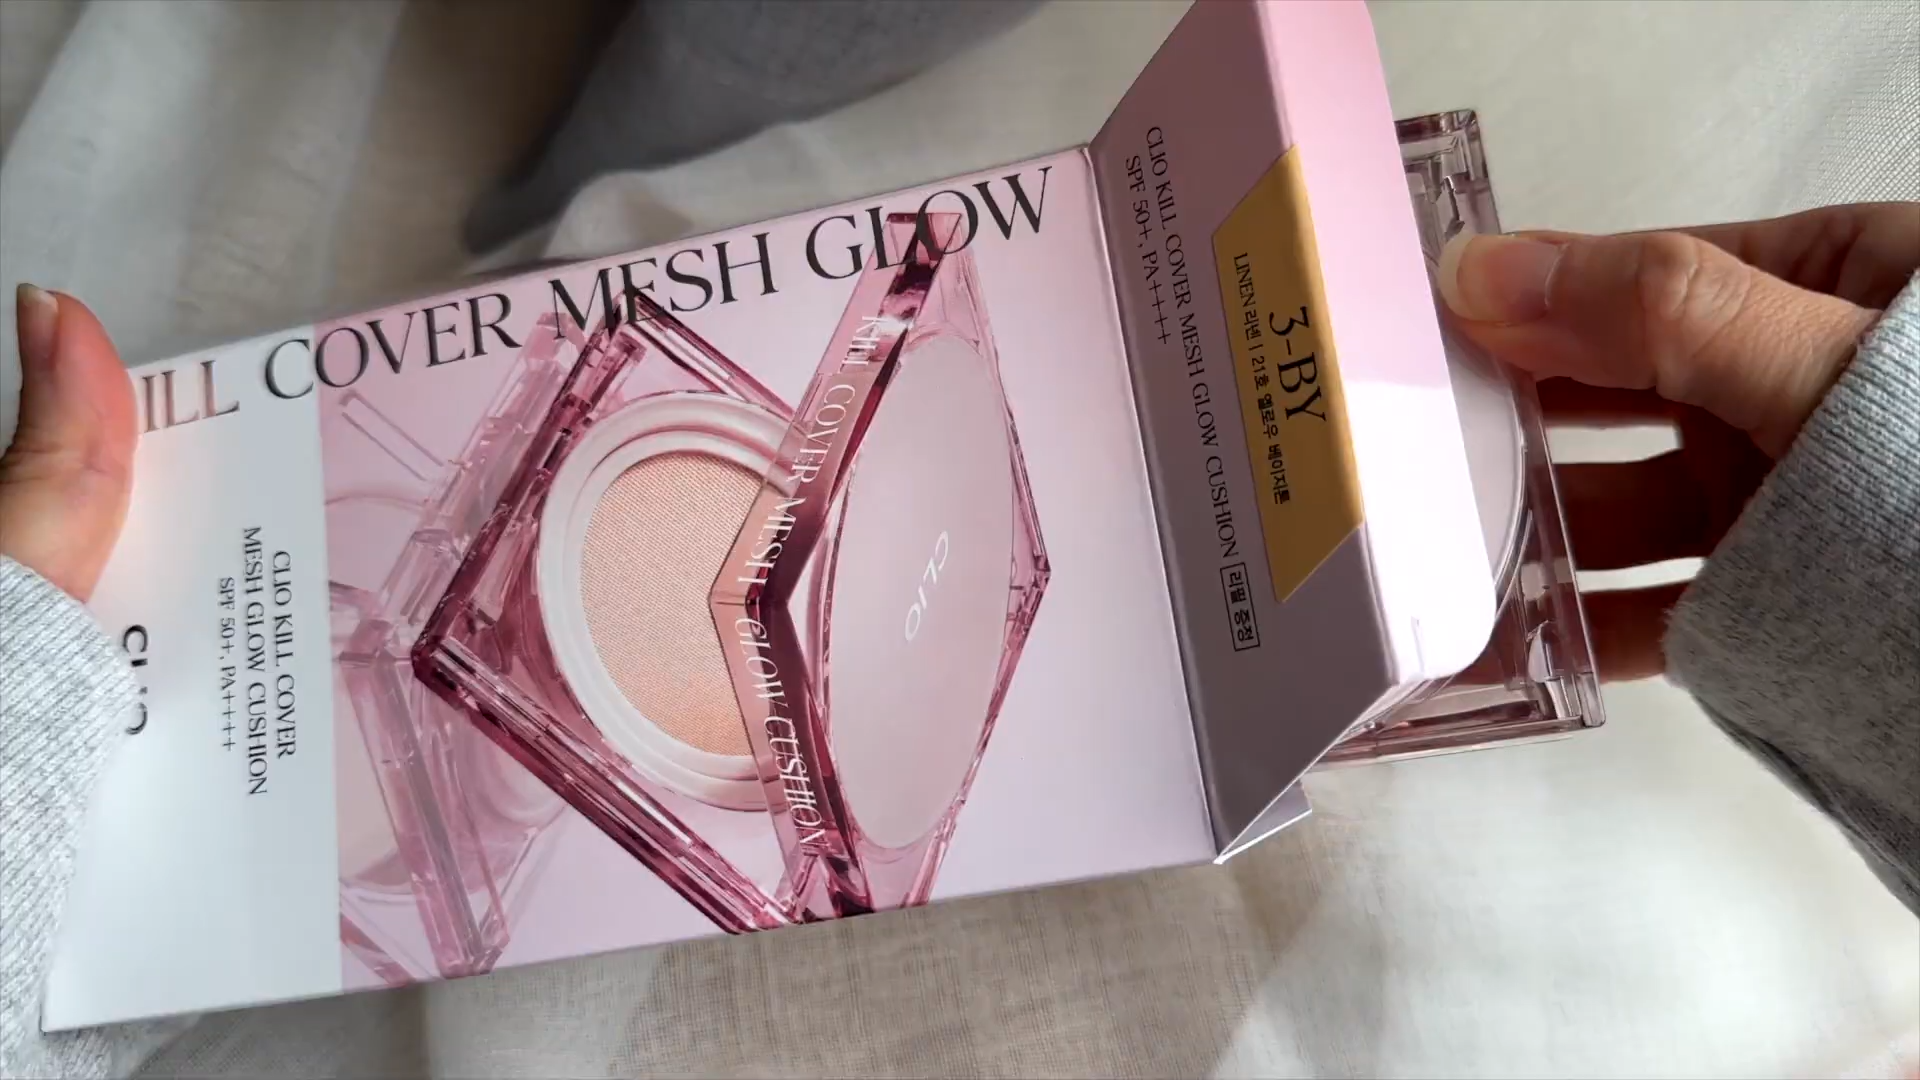 ILL COVER MESH GLOW
CLIO KILL COVER
MESH GLOW CUSHION
SPF 50+, PA++++
KILL COVER MESH GLOW CUSHION
CLIO
CLIO KILL COVER MESH GLOW CUSHION 리필 증정
SPF 50+, PA++++
3-BY
LINEN 리넨 | 21호 옐로우 베이지톤